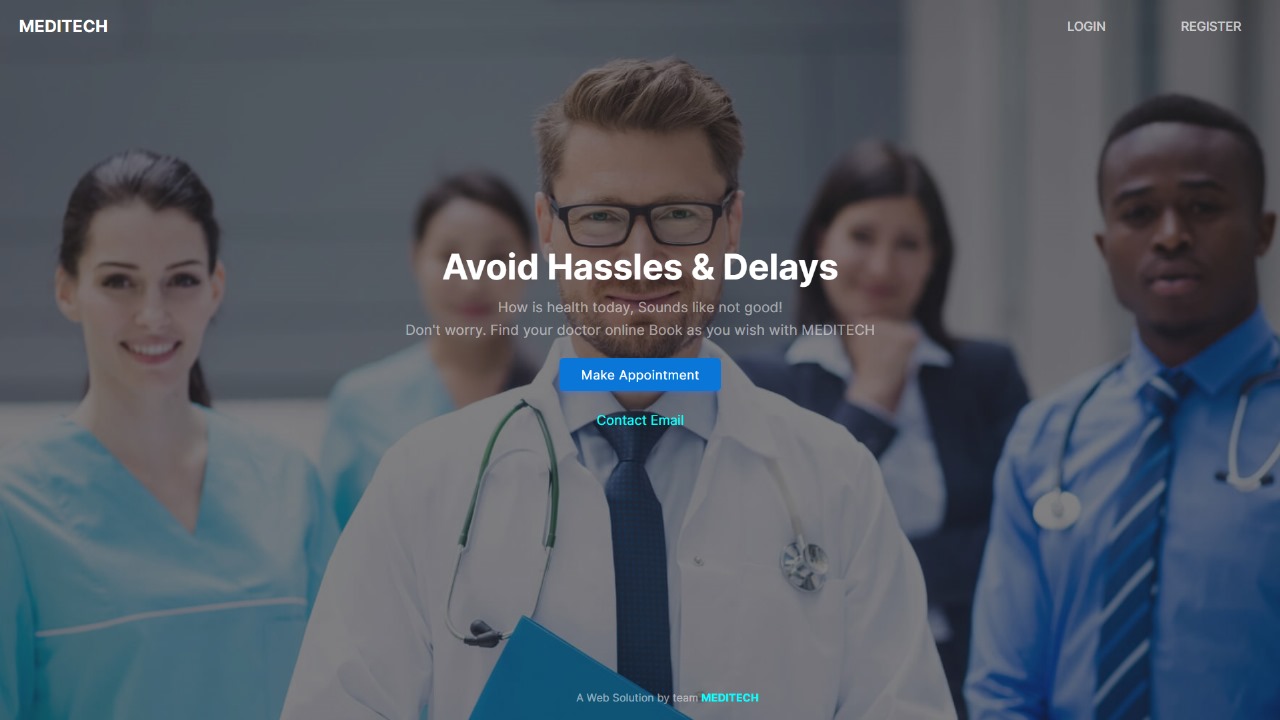 MEDITECH
LOGIN
REGISTER
Avoid Hassles & Delays
How is health today, Sounds like not good!
Don't worry. Find your doctor online Book as you wish with MEDITECH
Make Appointment
Contact Email
A Web Solution by team MEDITECH